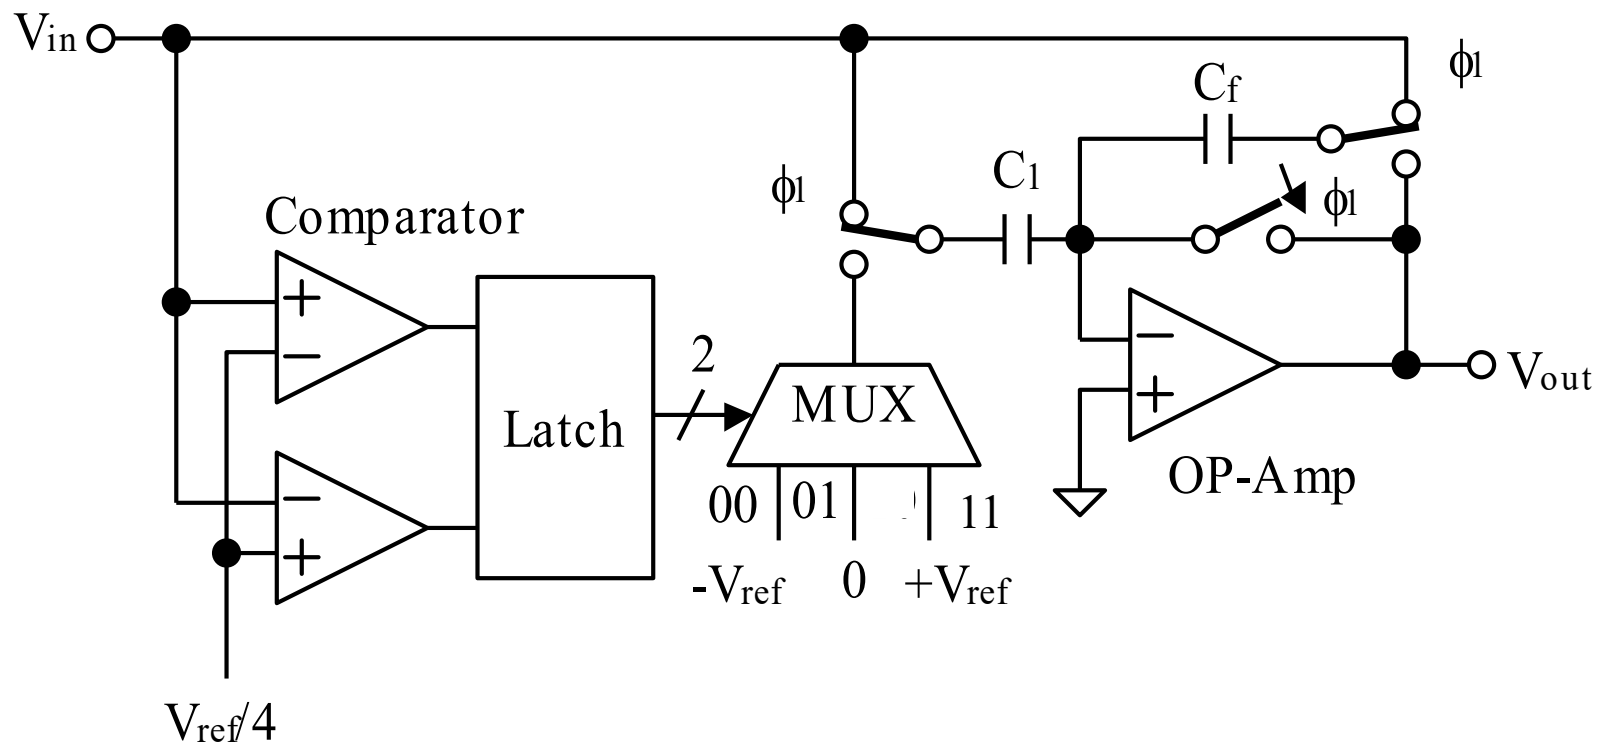 Vin
ϕ1
Cf
C1
ϕ1
ϕ1
Comparator
+
−
2
Latch
MUX
−
+
Vout
OP-Amp
−
+
00
01
11
-Vref
0
+Vref
Vref/4